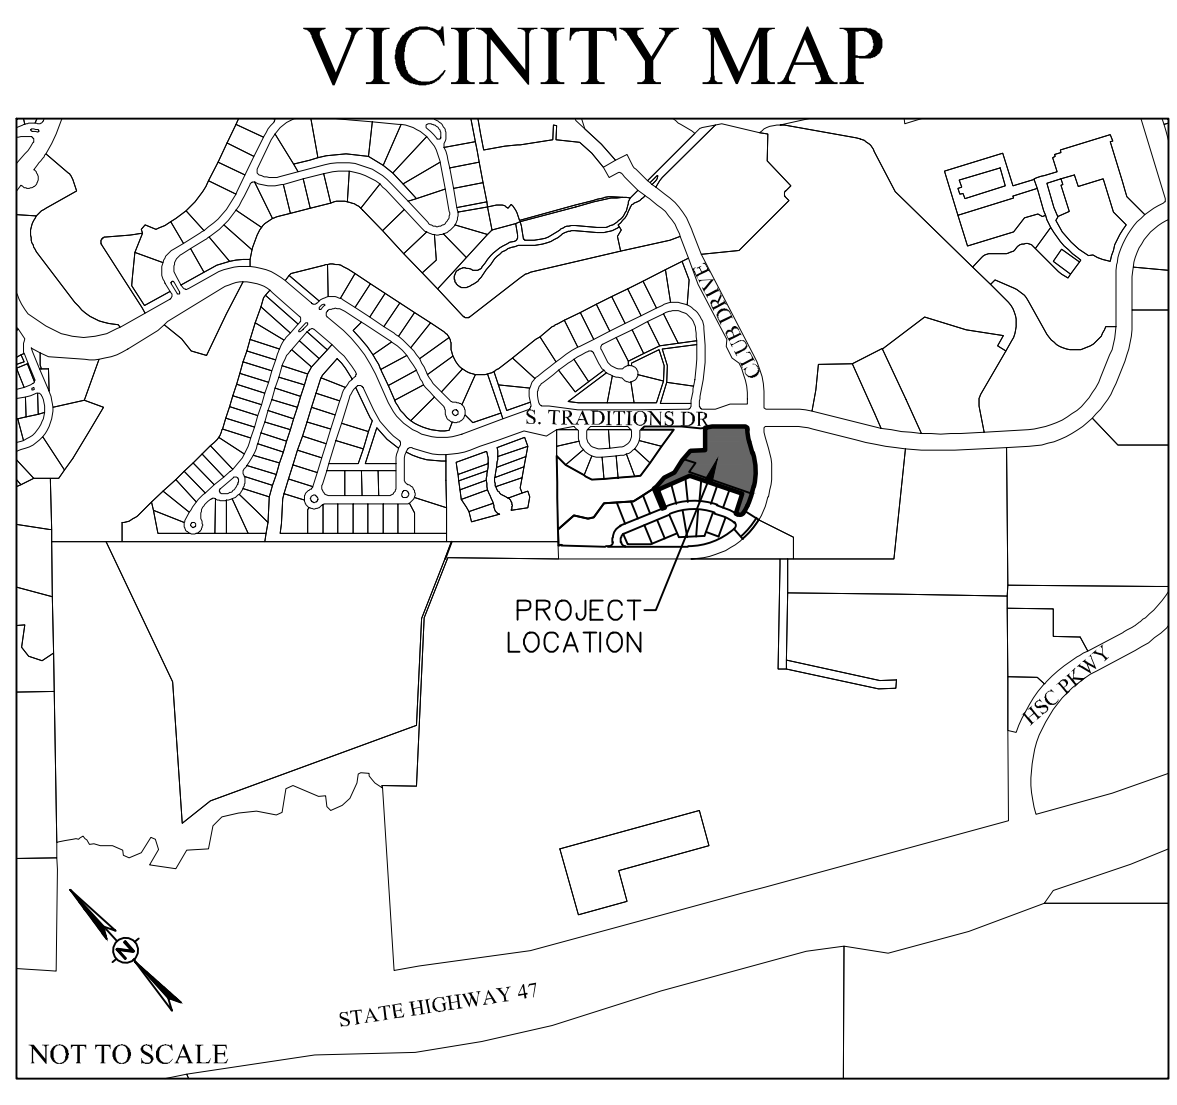 VICINITY MAP
CLUB DRIVE
S. TRADITIONS DR
PROJECT
LOCATION
HSC PKWY
N
STATE HIGHWAY 47
NOT TO SCALE